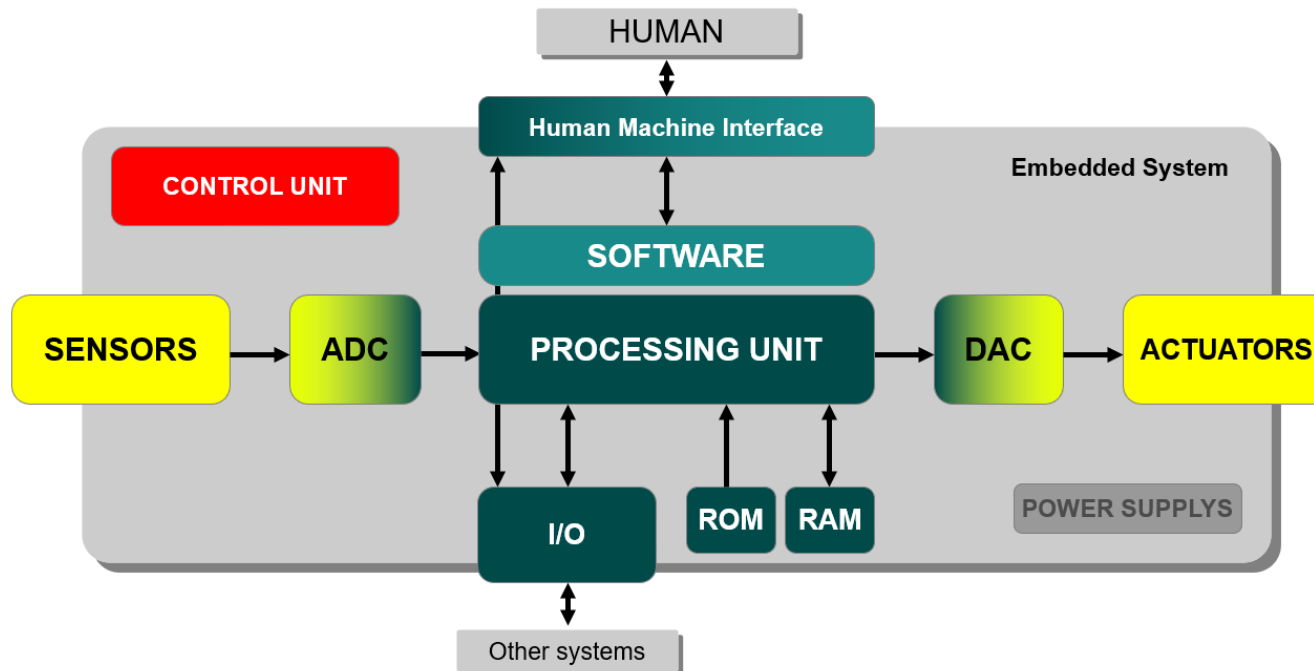 HUMAN
Human Machine Interface
CONTROL UNIT
Embedded System
SOFTWARE
SENSORS
ADC
PROCESSING UNIT
DAC
ACTUATORS
I/O
ROM
RAM
POWER SUPPLYS
Other systems